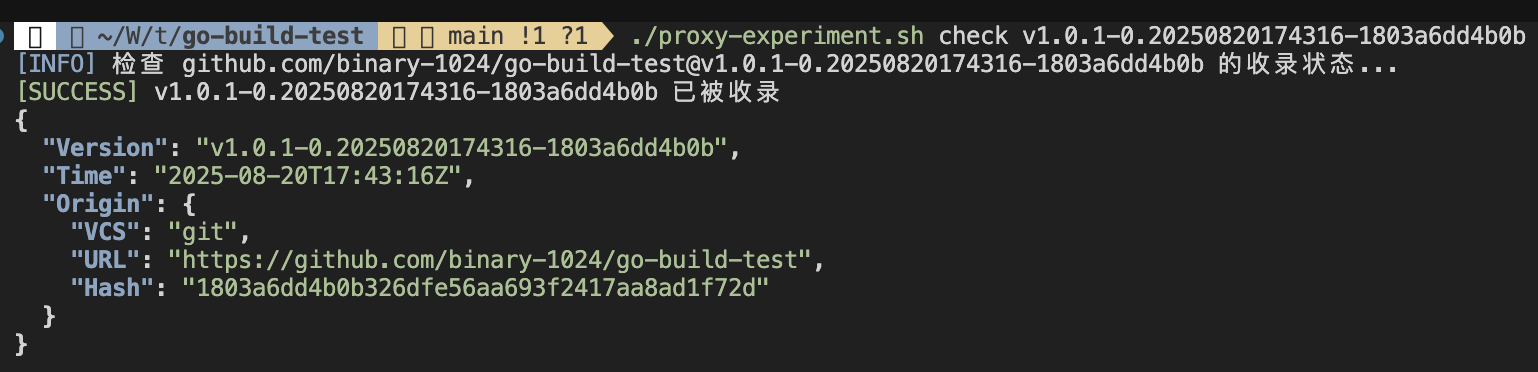 ~/W/t/go-build-test main !1 ?1 ./proxy-experiment.sh check v1.0.1-0.20250820174316-1803a6dd4b0b
[INFO] 检查 github.com/binary-1024/go-build-test@v1.0.1-0.20250820174316-1803a6dd4b0b 的收录状态...
[SUCCESS] v1.0.1-0.20250820174316-1803a6dd4b0b 已被收录
{
  "Version": "v1.0.1-0.20250820174316-1803a6dd4b0b",
  "Time": "2025-08-20T17:43:16Z",
  "Origin": {
    "VCS": "git",
    "URL": "https://github.com/binary-1024/go-build-test",
    "Hash": "1803a6dd4b0b326dfe56aa693f2417aa8ad1f72d"
  }
}